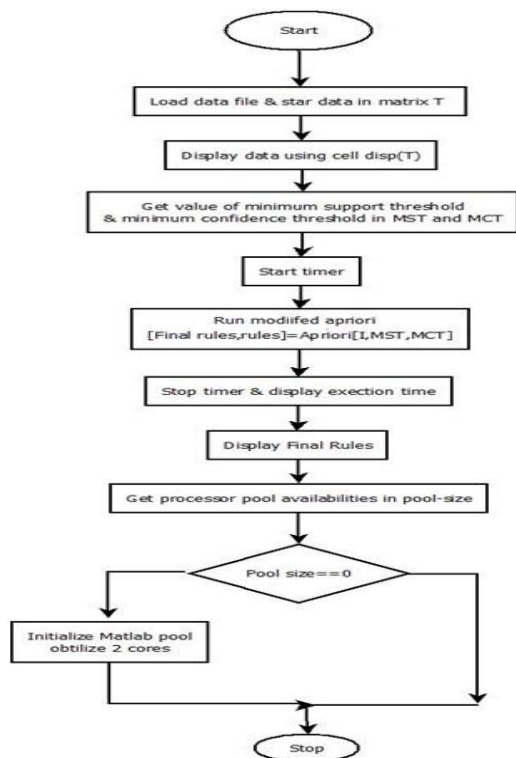 Start
Load data file & star data in matrix T
Display data using cell disp(T)
Get value of minimum support threshold
& minimum confidence threshold in MST and MCT
Start timer
Run modiifed apriori
[Final rules,rules]=Apriori[I,MST,MCT]
Stop timer & display exection time
Display Final Rules
Get processor pool availabilities in pool-size
Pool size==0
Initialize Matlab pool
obtilize 2 cores
Stop